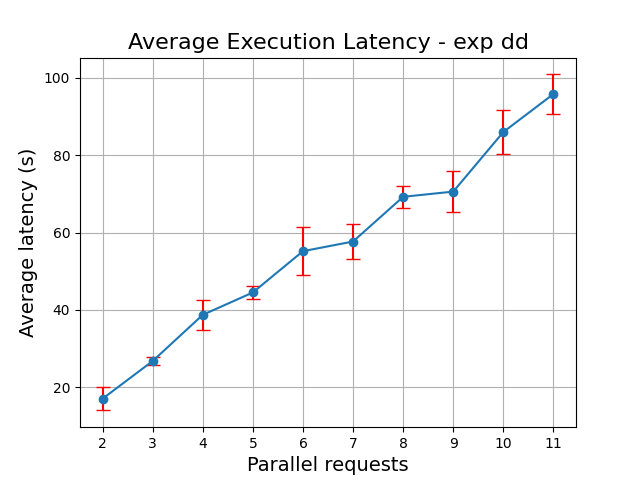 Average Execution Latency - exp dd
Average latency (s)
100
80
60
40
20
2 3 4 5 6 7 8 9 10 11
Parallel requests